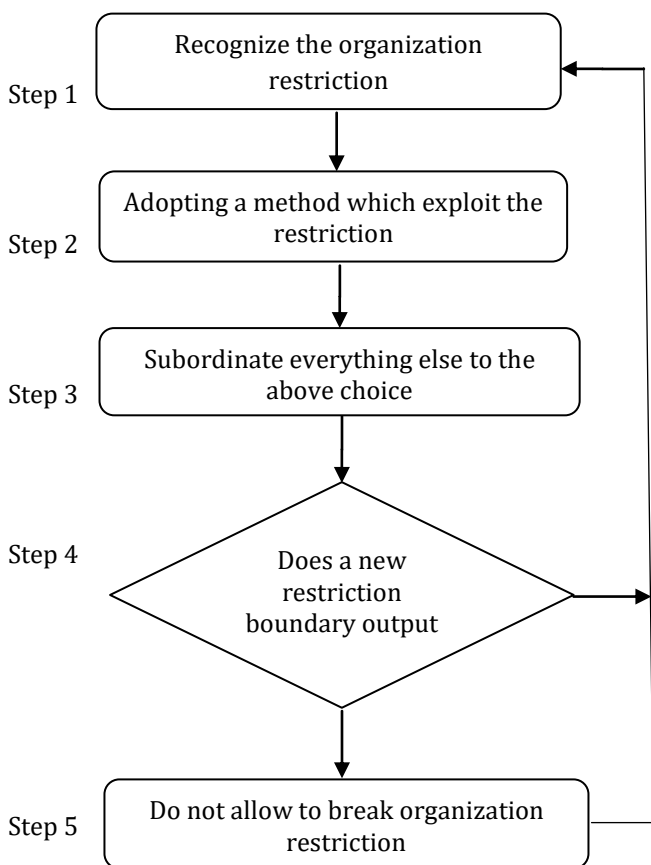 Recognize the organization
restriction
Step 1
Adopting a method which exploit the
restriction
Step 2
Subordinate everything else to the
above choice
Step 3
Step 4
Does a new
restriction
boundary output
Do not allow to break organization
restriction
Step 5